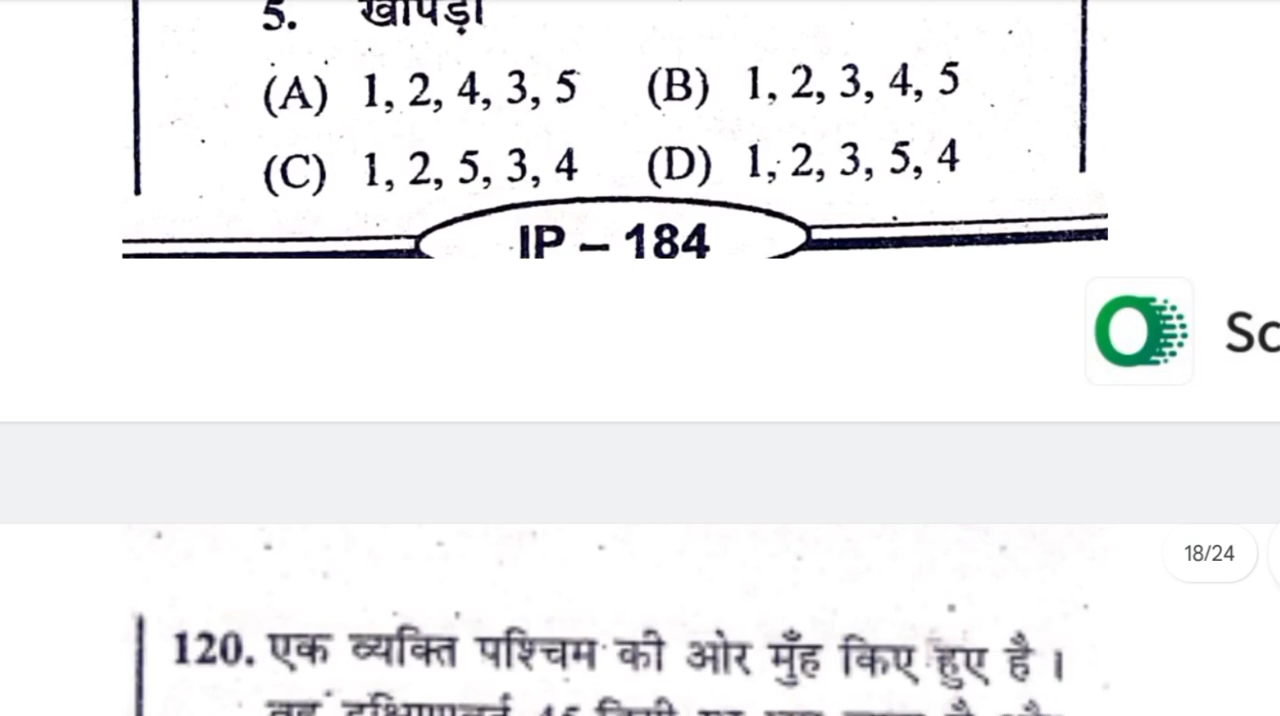 5. खोपड़ी
(A) 1, 2, 4, 3, 5 (B) 1, 2, 3, 4, 5
(C) 1, 2, 5, 3, 4 (D) 1, 2, 3, 5, 4
IP – 184
Sc
18/24
120. एक व्यक्ति पश्चिम की ओर मुँह किए हुए है।